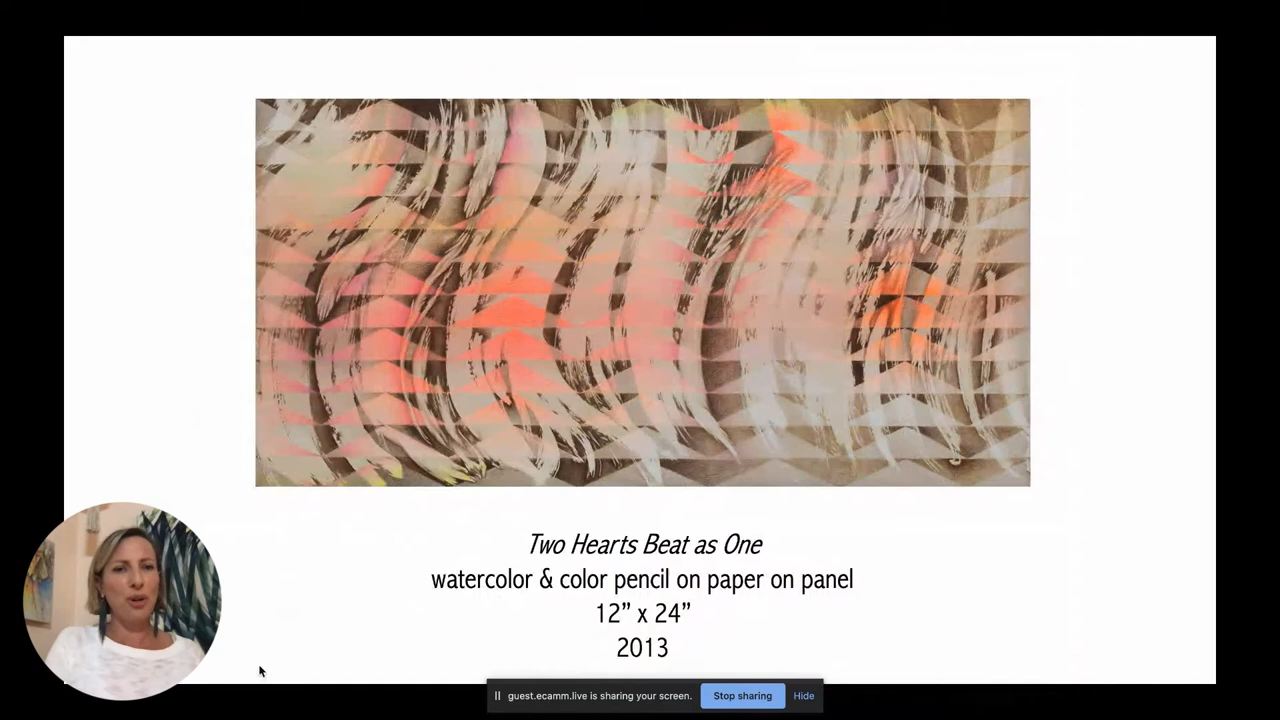 Two Hearts Beat as One
watercolor & color pencil on paper on panel
12” x 24”
2013
guest.ecamm.live is sharing your screen.
Stop sharing
Hide